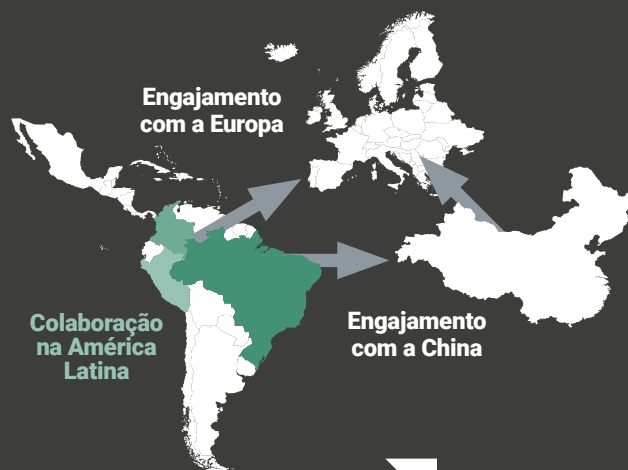 Engajamento
com a Europa
Colaboração
na América
Latina
Engajamento
com a China